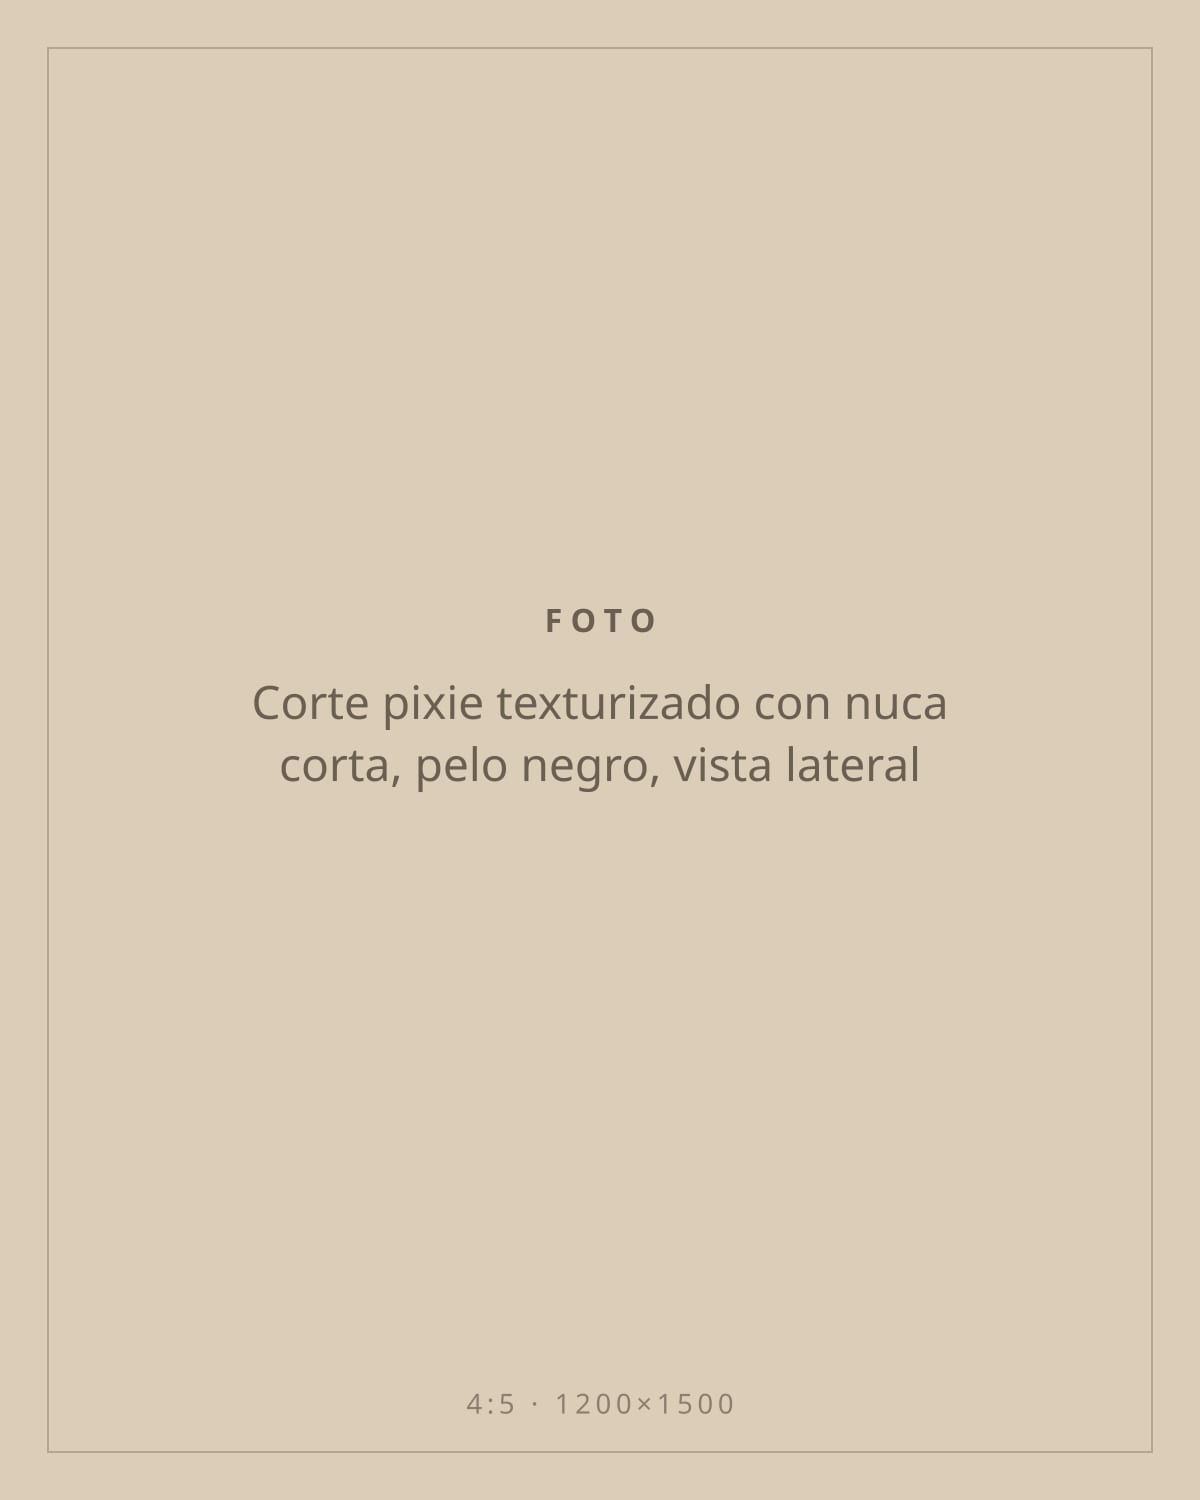 FOTO
Corte pixie texturizado con nuca
corta, pelo negro, vista lateral
4:5 · 1200×1500